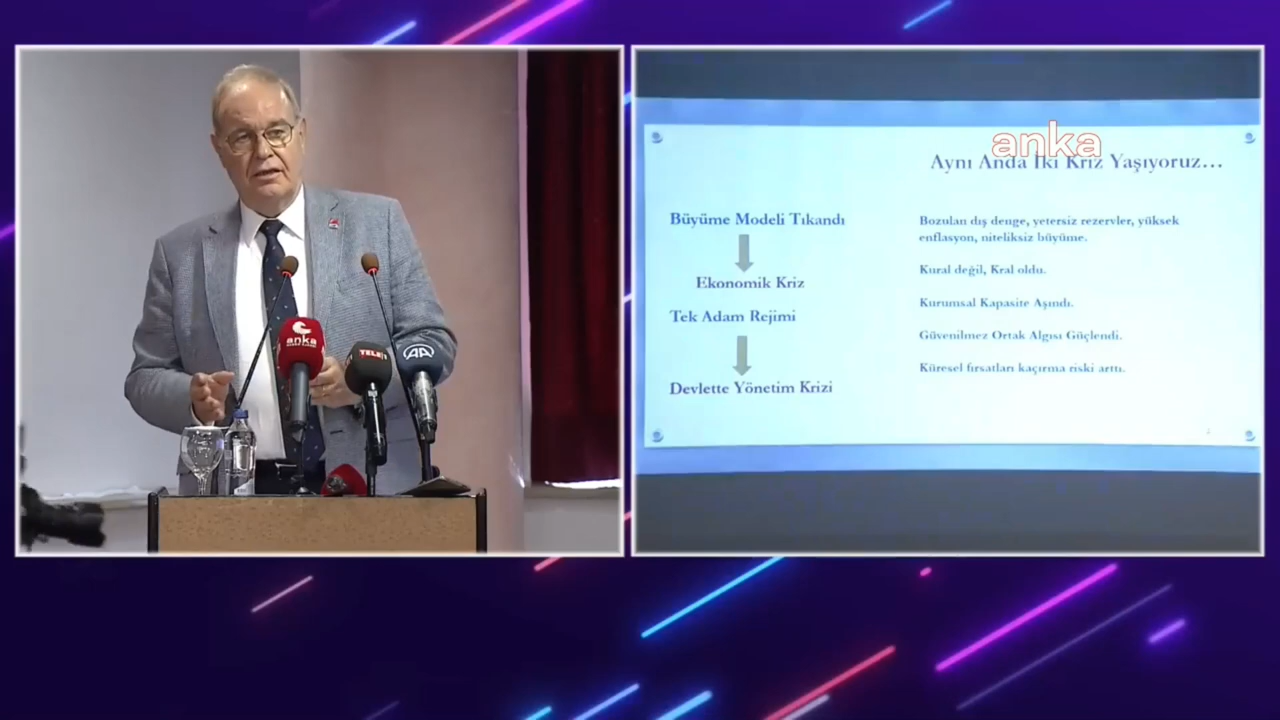 anka
TELE1
AA
anka
Aynı Anda İki Kriz Yaşıyoruz…
Büyüme Modeli Tıkandı
Ekonomik Kriz
Tek Adam Rejimi
Devlette Yönetim Krizi
Bozulan dış denge, yetersiz rezervler, yüksek
enflasyon, niteliksiz büyüme.
Kural değil, Kral oldu.
Kurumsal Kapasite Aşındı.
Güvenilmez Ortak Algısı Güçlendi.
Küresel fırsatları kaçırma riski arttı.